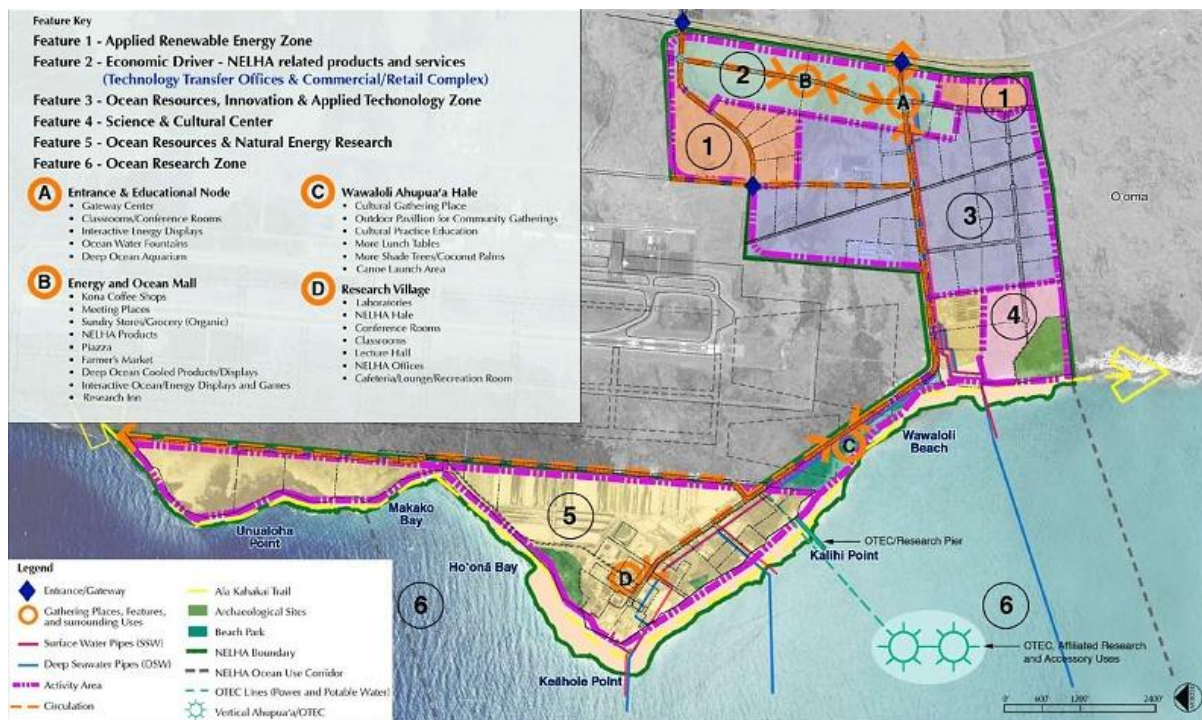 Feature Key
Feature 1 - Applied Renewable Energy Zone
Feature 2 - Economic Driver - NELHA related products and services
(Technology Transfer Offices & Commercial/Retail Complex)
Feature 3 - Ocean Resources, Innovation & Applied Techonology Zone
Feature 4 - Science & Cultural Center
Feature 5 - Ocean Resources & Natural Energy Research
Feature 6 - Ocean Research Zone
A Entrance & Educational Node
• Gateway Center
• Classrooms/Conference Rooms
• Interactive Energy Displays
• Ocean Water Fountains
• Deep Ocean Aquarium
B Energy and Ocean Mall
• Kona Coffee Shops
• Meeting Places
• Sundry Stores/Grocery (Organic)
• NELHA Products
• Piazza
• Farmer's Market
• Deep Ocean Cooled Products/Displays
• Interactive Ocean/Energy Displays and Games
• Research Inn
C Wawaloli Ahupua'a Hale
• Cultural Gathering Place
• Outdoor Pavillion for Community Gatherings
• Cultural Practice Education
• More Lunch Tables
• More Shade Trees/Coconut Palms
• Canoe Launch Area
D Research Village
• Laboratories
• NELHA Hale
• Conference Rooms
• Classrooms
• Lecture Hall
• NELHA Offices
• Cafeteria/Lounge/Recreation Room
2
B
A
1
1
3
O'oma
4
C
Wawaloli
Beach
5
Makako
Bay
Unualoha
Point
Ho'onā Bay
D
OTEC/Research Pier
Kalihi Point
6
6
OTEC, Affiliated Research
and Accessory Uses
Keāhole Point
Legend
Entrance/Gateway
Gathering Places, Features,
and surrounding Uses
Surface Water Pipes (SSW)
Deep Seawater Pipes (DSW)
Activity Area
Circulation
Ala Kahakai Trail
Archaeological Sites
Beach Park
NELHA Boundary
NELHA Ocean Use Corridor
OTEC Lines (Power and Potable Water)
Vertical Ahupua'a/OTEC
0' 600' 1200' 2400'